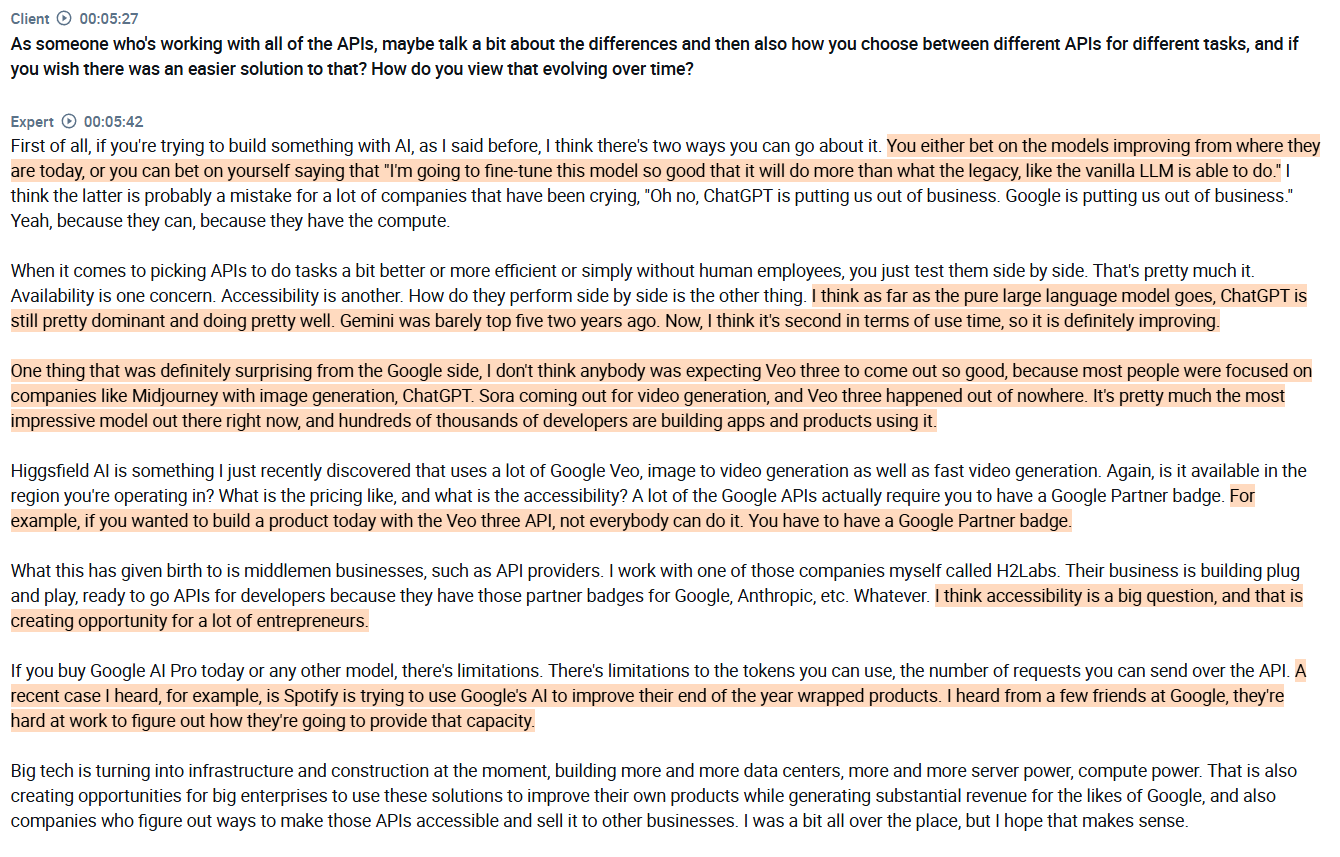 Client 00:05:27
As someone who's working with all of the APIs, maybe talk a bit about the differences and then also how you choose between different APIs for different tasks, and if
you wish there was an easier solution to that? How do you view that evolving over time?
Expert 00:05:42
First of all, if you're trying to build something with AI, as I said before, I think there's two ways you can go about it. You either bet on the models improving from where they
are today, or you can bet on yourself saying that "I'm going to fine-tune this model so good that it will do more than what the legacy, like the vanilla LLM is able to do." I
think the latter is probably a mistake for a lot of companies that have been crying, "Oh no, ChatGPT is putting us out of business. Google is putting us out of business."
Yeah, because they can, because they have the compute.
When it comes to picking APIs to do tasks a bit better or more efficient or simply without human employees, you just test them side by side. That's pretty much it.
Availability is one concern. Accessibility is another. How do they perform side by side is the other thing. I think as far as the pure large language model goes, ChatGPT is
still pretty dominant and doing pretty well. Gemini was barely top five two years ago. Now, I think it's second in terms of use time, so it is definitely improving.
One thing that was definitely surprising from the Google side, I don't think anybody was expecting Veo three to come out so good, because most people were focused on
companies like Midjourney with image generation, ChatGPT. Sora coming out for video generation, and Veo three happened out of nowhere. It's pretty much the most
impressive model out there right now, and hundreds of thousands of developers are building apps and products using it.
Higgsfield AI is something I just recently discovered that uses a lot of Google Veo, image to video generation as well as fast video generation. Again, is it available in the
region you're operating in? What is the pricing like, and what is the accessibility? A lot of the Google APIs actually require you to have a Google Partner badge. For
example, if you wanted to build a product today with the Veo three API, not everybody can do it. You have to have a Google Partner badge.
What this has given birth to is middlemen businesses, such as API providers. I work with one of those companies myself called H2Labs. Their business is building plug
and play, ready to go APIs for developers because they have those partner badges for Google, Anthropic, etc. Whatever. I think accessibility is a big question, and that is
creating opportunity for a lot of entrepreneurs.
If you buy Google AI Pro today or any other model, there's limitations. There's limitations to the tokens you can use, the number of requests you can send over the API. A
recent case I heard, for example, is Spotify is trying to use Google's AI to improve their end of the year wrapped products. I heard from a few friends at Google, they're
hard at work to figure out how they're going to provide that capacity.
Big tech is turning into infrastructure and construction at the moment, building more and more data centers, more and more server power, compute power. That is also
creating opportunities for big enterprises to use these solutions to improve their own products while generating substantial revenue for the likes of Google, and also
companies who figure out ways to make those APIs accessible and sell it to other businesses. I was a bit all over the place, but I hope that makes sense.